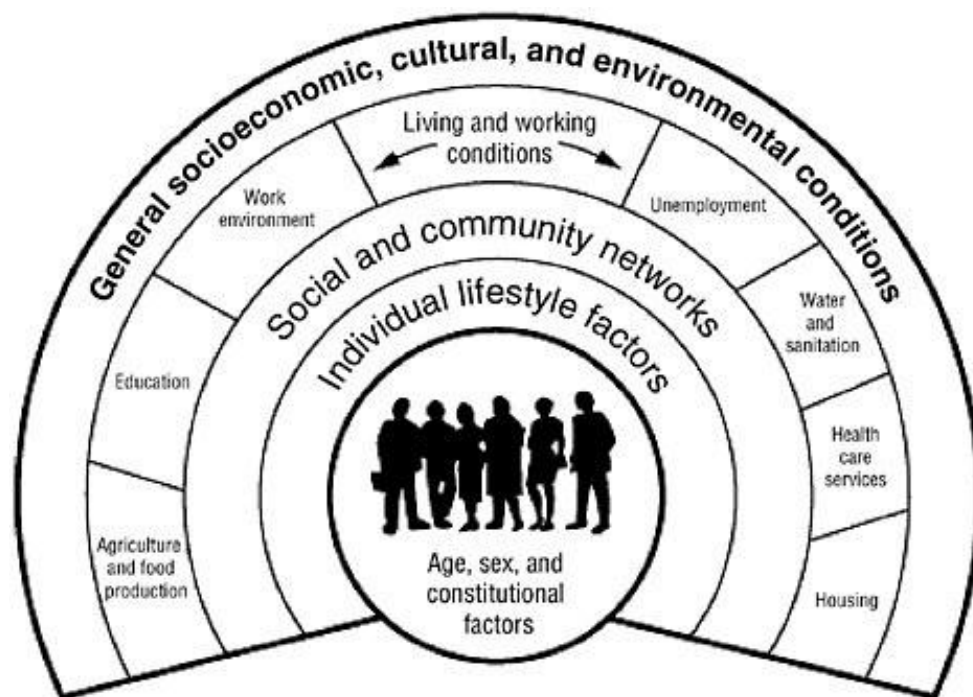 General socioeconomic, cultural, and environmental conditions
Living and working
conditions
Work
environment
Unemployment
Social and community networks
Individual lifestyle factors
Education
Water
and
sanitation
Health
care
services
Agriculture
and food
production
Housing
Age, sex, and
constitutional
factors